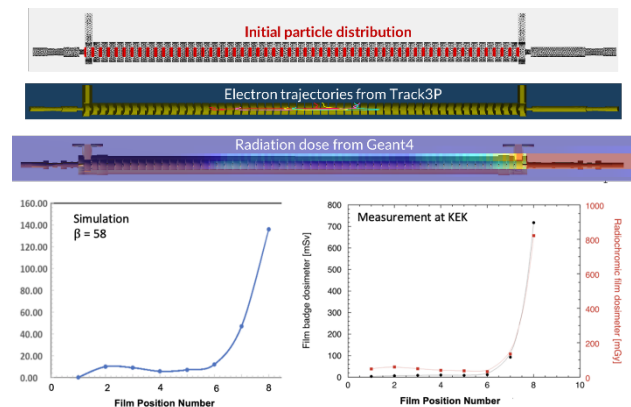 Initial particle distribution
Electron trajectories from Track3P
Radiation dose from Geant4
160.00
140.00
120.00
100.00
80.00
60.00
40.00
20.00
0.00
Simulation
β = 58
0 2 4 6 8
Film Position Number
Measurement at KEK
Film badge dosimeter [mSv]
800
700
600
500
400
300
200
100
0
0 2 4 6 8 10
Film Position Number
1000
800
600
400
200
0
Radiochromic film dosimeter [mGy]